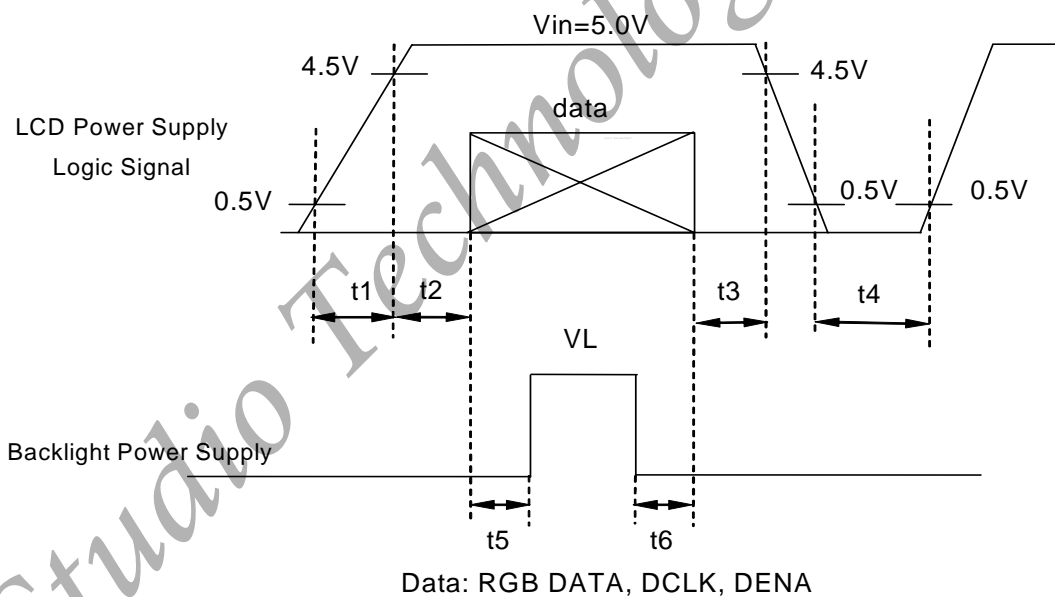 Vin=5.0V
4.5V
4.5V
data
LCD Power Supply
Logic Signal
0.5V
0.5V
0.5V
t1
t2
t3
t4
VL
Backlight Power Supply
t5
t6
Data: RGB DATA, DCLK, DENA
Studio Technolog